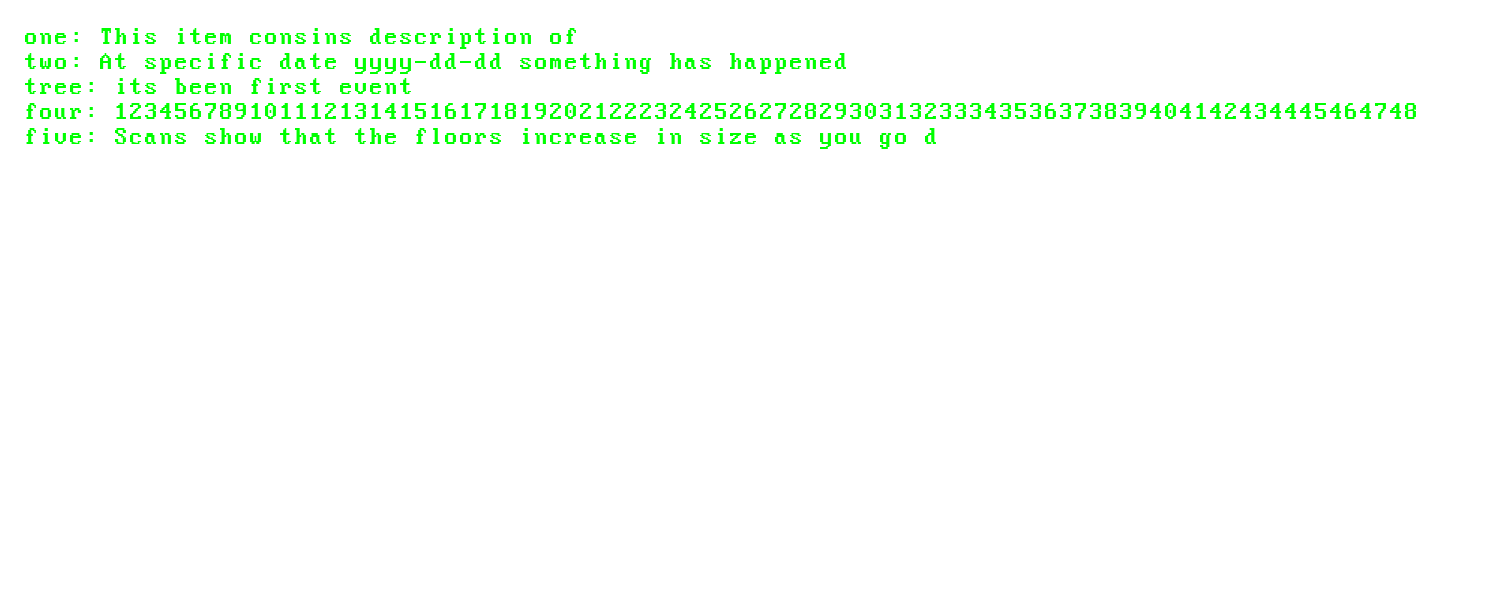 one: This item consins description of
two: At specific date yyyy-dd-dd something has happened
tree: its been first event
four: 123456789101112131415161718192021222324252627282930313233343536373839404142434445464748
five: Scans show that the floors increase in size as you go d